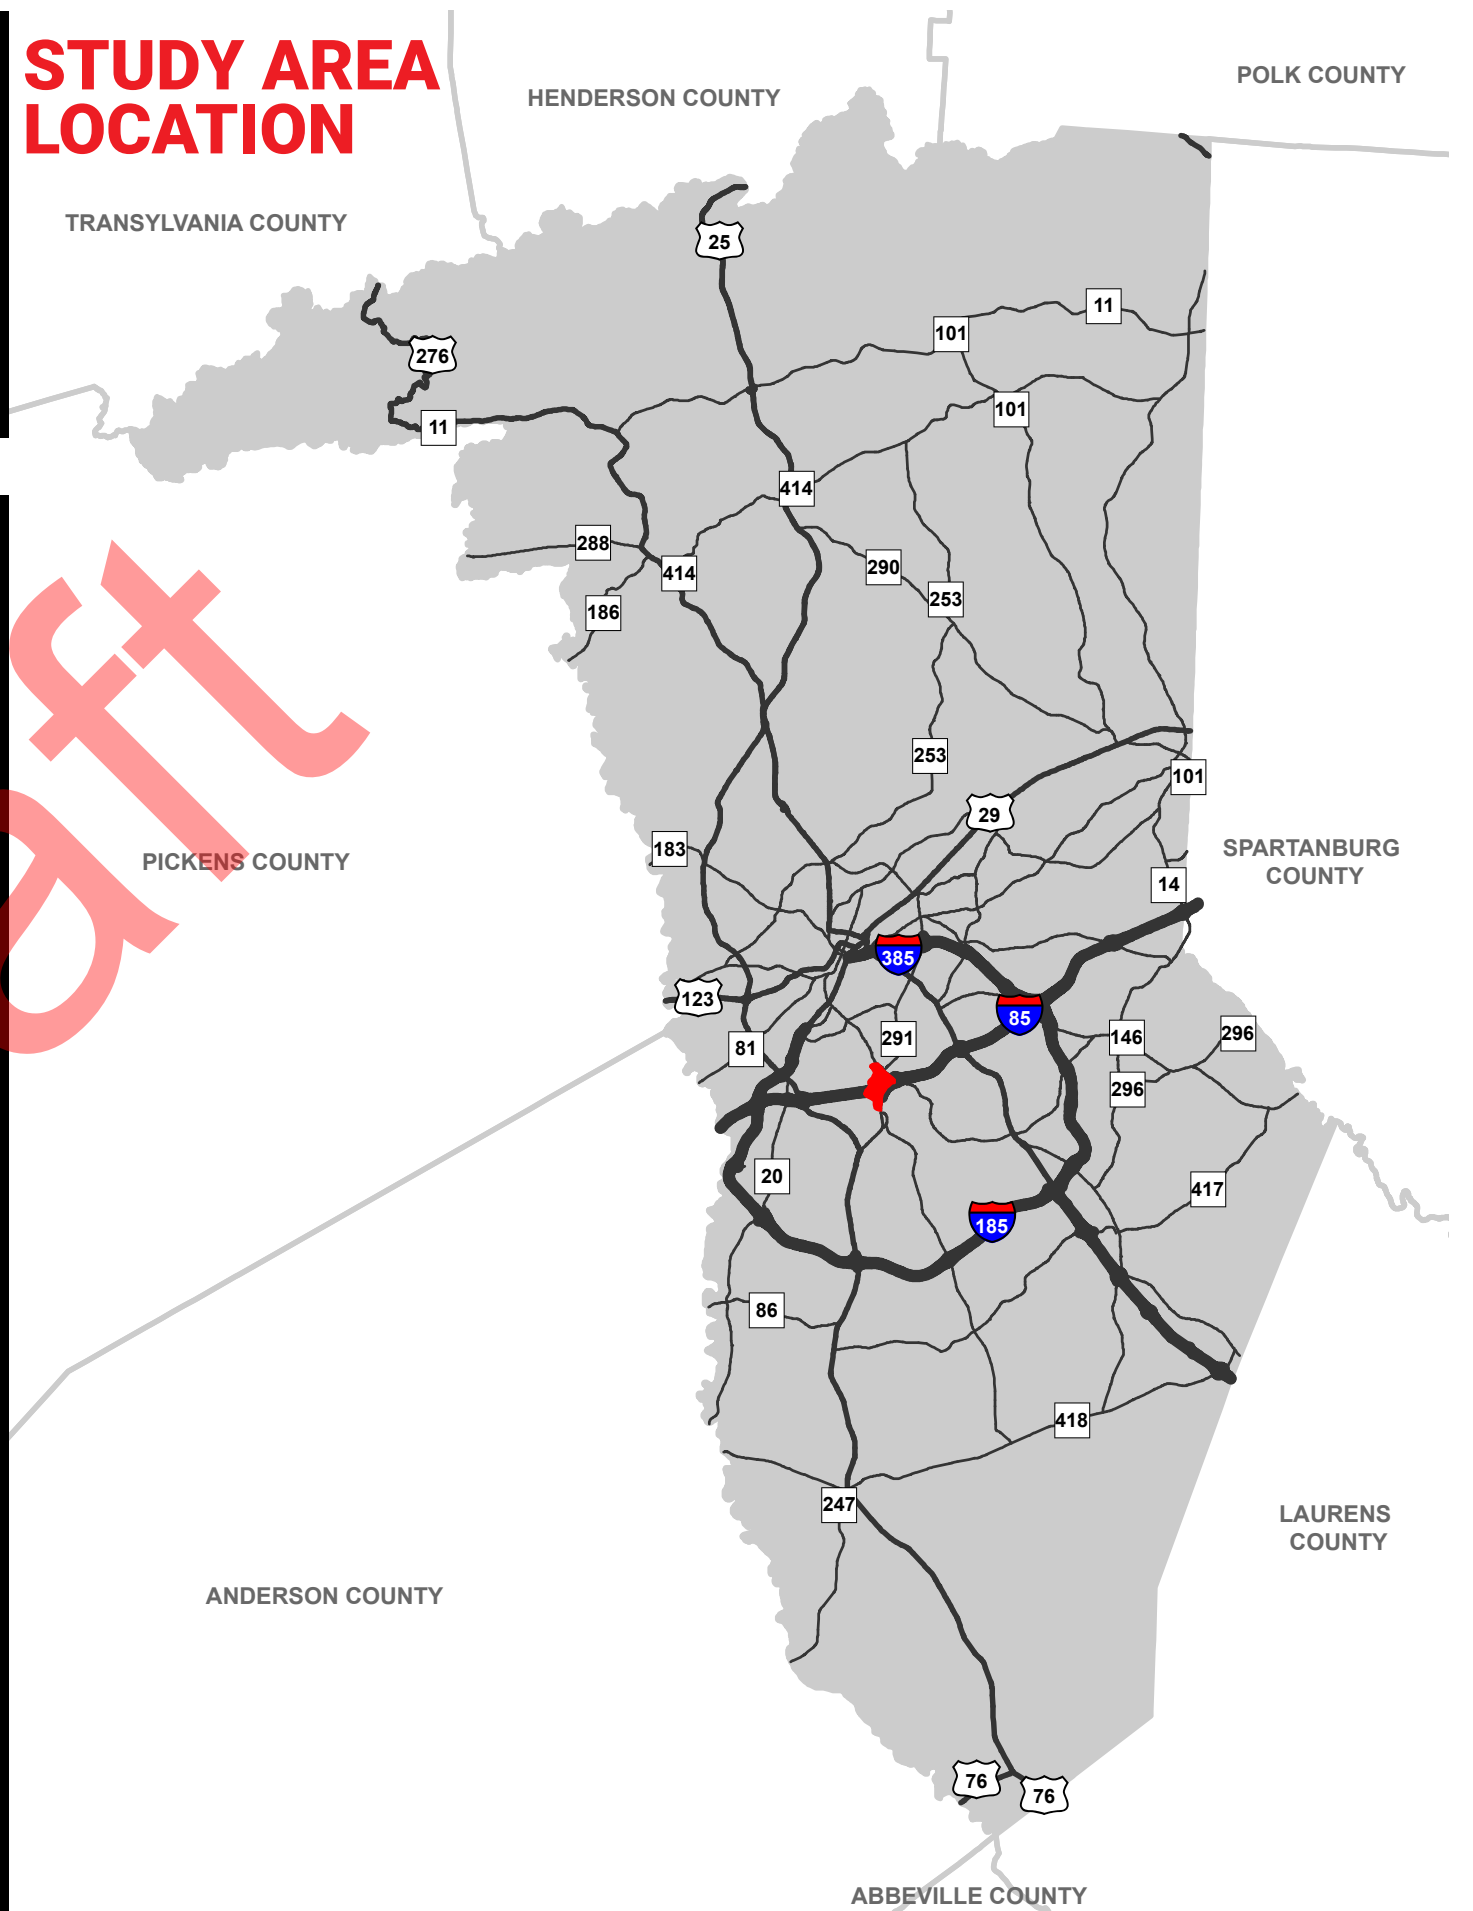 STUDY AREA
LOCATION
POLK COUNTY
HENDERSON COUNTY
TRANSYLVANIA COUNTY
25
11
101
276
101
11
414
288
290
414
253
186
253
101
29
183
SPARTANBURG
COUNTY
PICKENS COUNTY
14
385
123
85
291
146
296
81
296
20
417
185
86
418
247
LAURENS
COUNTY
ANDERSON COUNTY
76
76
ABBEVILLE COUNTY
aft